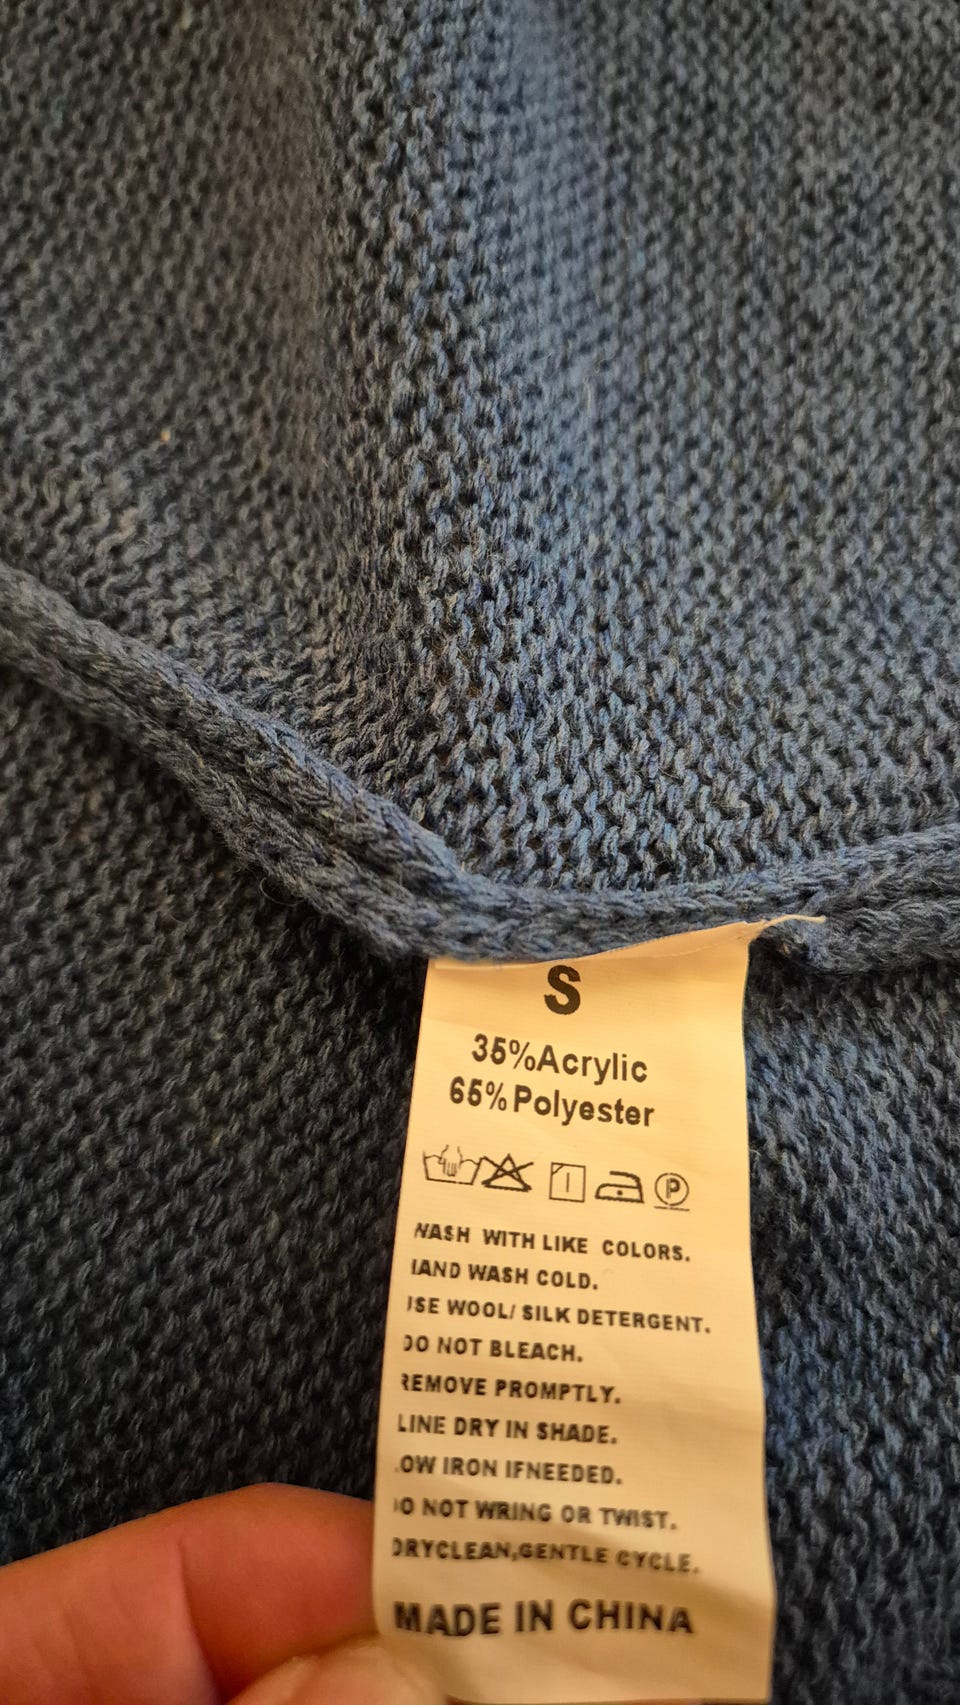 S
35%Acrylic
65%Polyester
P
WASH WITH LIKE COLORS.
HAND WASH COLD.
USE WOOL/ SILK DETERGENT.
DO NOT BLEACH.
REMOVE PROMPTLY.
LINE DRY IN SHADE.
LOW IRON IFNEEDED.
DO NOT WRING OR TWIST.
DRYCLEAN,GENTLE CYCLE.
MADE IN CHINA